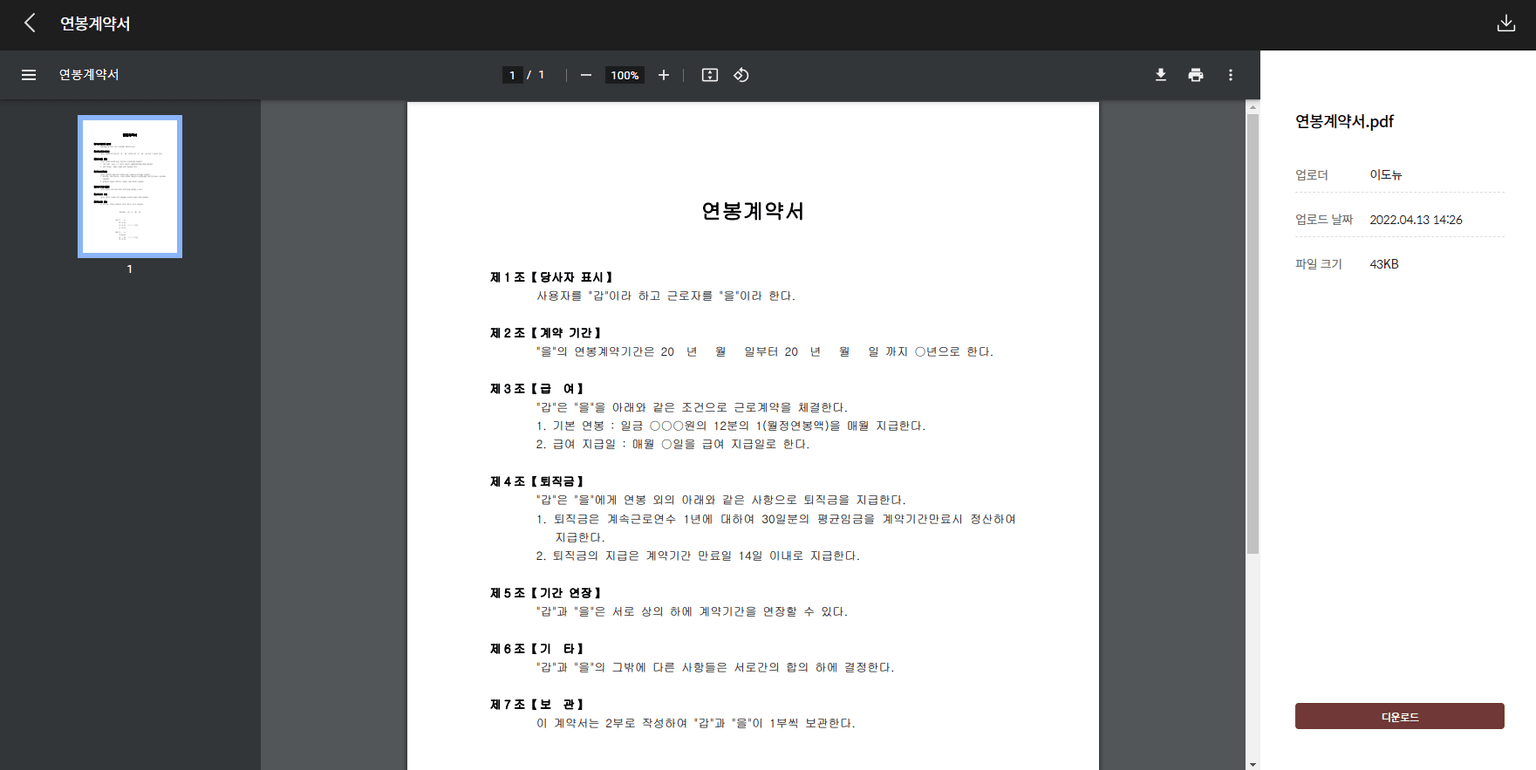 연봉계약서
연봉계약서
1 / 1
100%
1
연봉계약서
제1조【당사자 표시】
사용자를 "갑"이라 하고 근로자를 "을"이라 한다.
제2조【계약 기간】
"을"의 연봉계약기간은 20 년 월 일부터 20 년 월 일 까지 ○년으로 한다.
제3조【급 여】
"갑"은 "을"을 아래와 같은 조건으로 근로계약을 체결한다.
1. 기본 연봉 : 일금 ○○○원의 12분의 1(월정연봉액)을 매월 지급한다.
2. 급여 지급일 : 매월 ○일을 급여 지급일로 한다.
제4조【퇴직금】
"갑"은 "을"에게 연봉 외의 아래와 같은 사항으로 퇴직금을 지급한다.
1. 퇴직금은 계속근로연수 1년에 대하여 30일분의 평균임금을 계약기간만료시 정산하여
지급한다.
2. 퇴직금의 지급은 계약기간 만료일 14일 이내로 지급한다.
제5조【기간 연장】
"갑"과 "을"은 서로 상의 하에 계약기간을 연장할 수 있다.
제6조【기 타】
"갑"과 "을"의 그밖에 다른 사항들은 서로간의 합의 하에 결정한다.
제7조【보 관】
이 계약서는 2부로 작성하여 "갑"과 "을"이 1부씩 보관한다.
연봉계약서.pdf
업로더 이도뉴
업로드 날짜 2022.04.13 14:26
파일 크기 43KB
다운로드